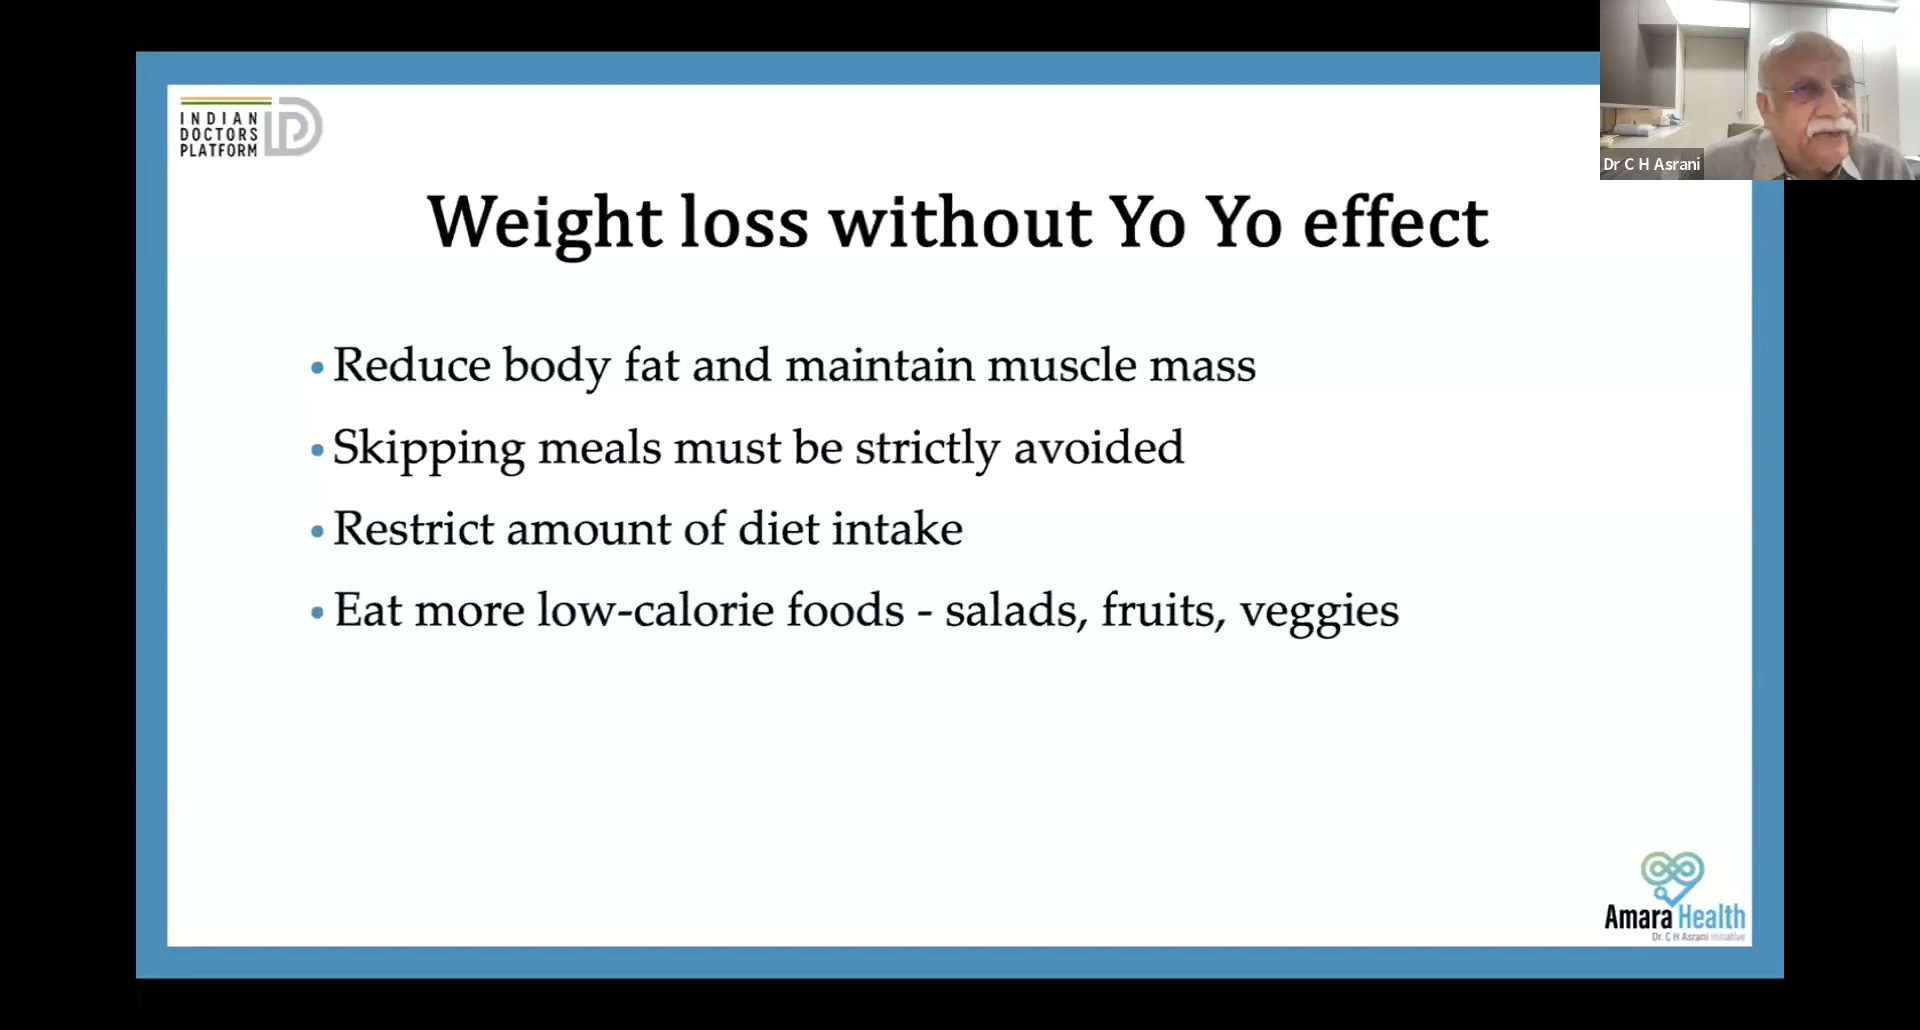 INDIAN
DOCTORS
PLATFORM
Dr C H Asrani
Weight loss without Yo Yo effect
• Reduce body fat and maintain muscle mass
• Skipping meals must be strictly avoided
• Restrict amount of diet intake
• Eat more low-calorie foods - salads, fruits, veggies
Amara Health
Dr. C H Asrani initiative